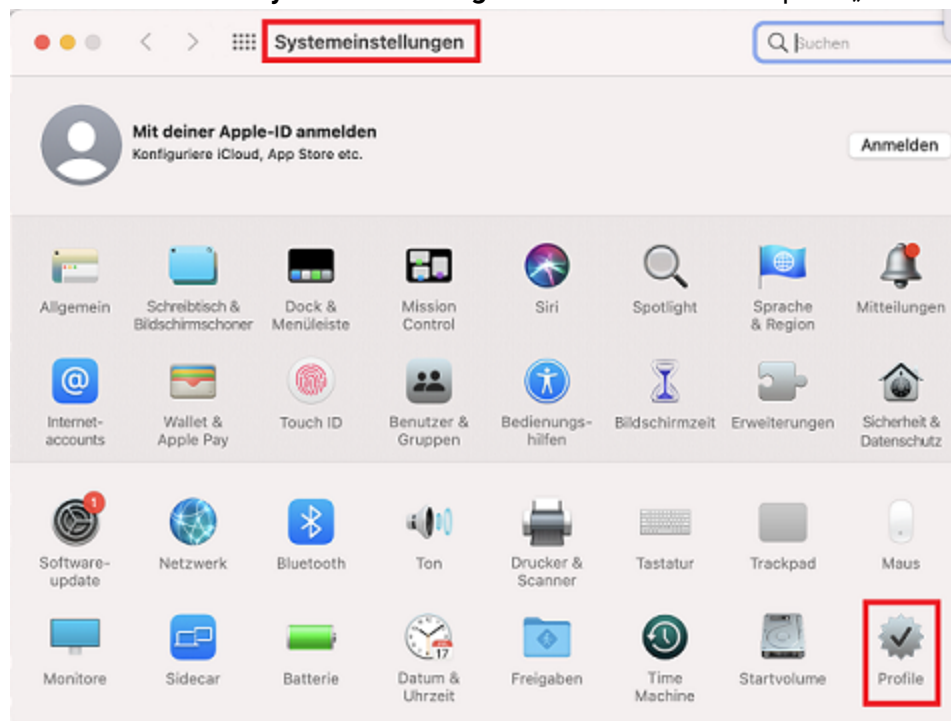 Systemeinstellungen
Suchen
Mit deiner Apple-ID anmelden
Konfiguriere iCloud, App Store etc.
Anmelden
Allgemein
Schreibtisch &
Bildschirmschoner
Dock &
Menüleiste
Mission
Control
Siri
Spotlight
Sprache
& Region
Mitteilungen
Internet-
accounts
Wallet &
Apple Pay
Touch ID
Benutzer &
Gruppen
Bedienungs-
hilfen
Bildschirmzeit
Erweiterungen
Sicherheit &
Datenschutz
1
Software-
update
Netzwerk
Bluetooth
Ton
Drucker &
Scanner
Tastatur
Trackpad
Maus
Monitore
Sidecar
Batterie
17
Datum &
Uhrzeit
Freigaben
Time
Machine
Startvolume
Profile